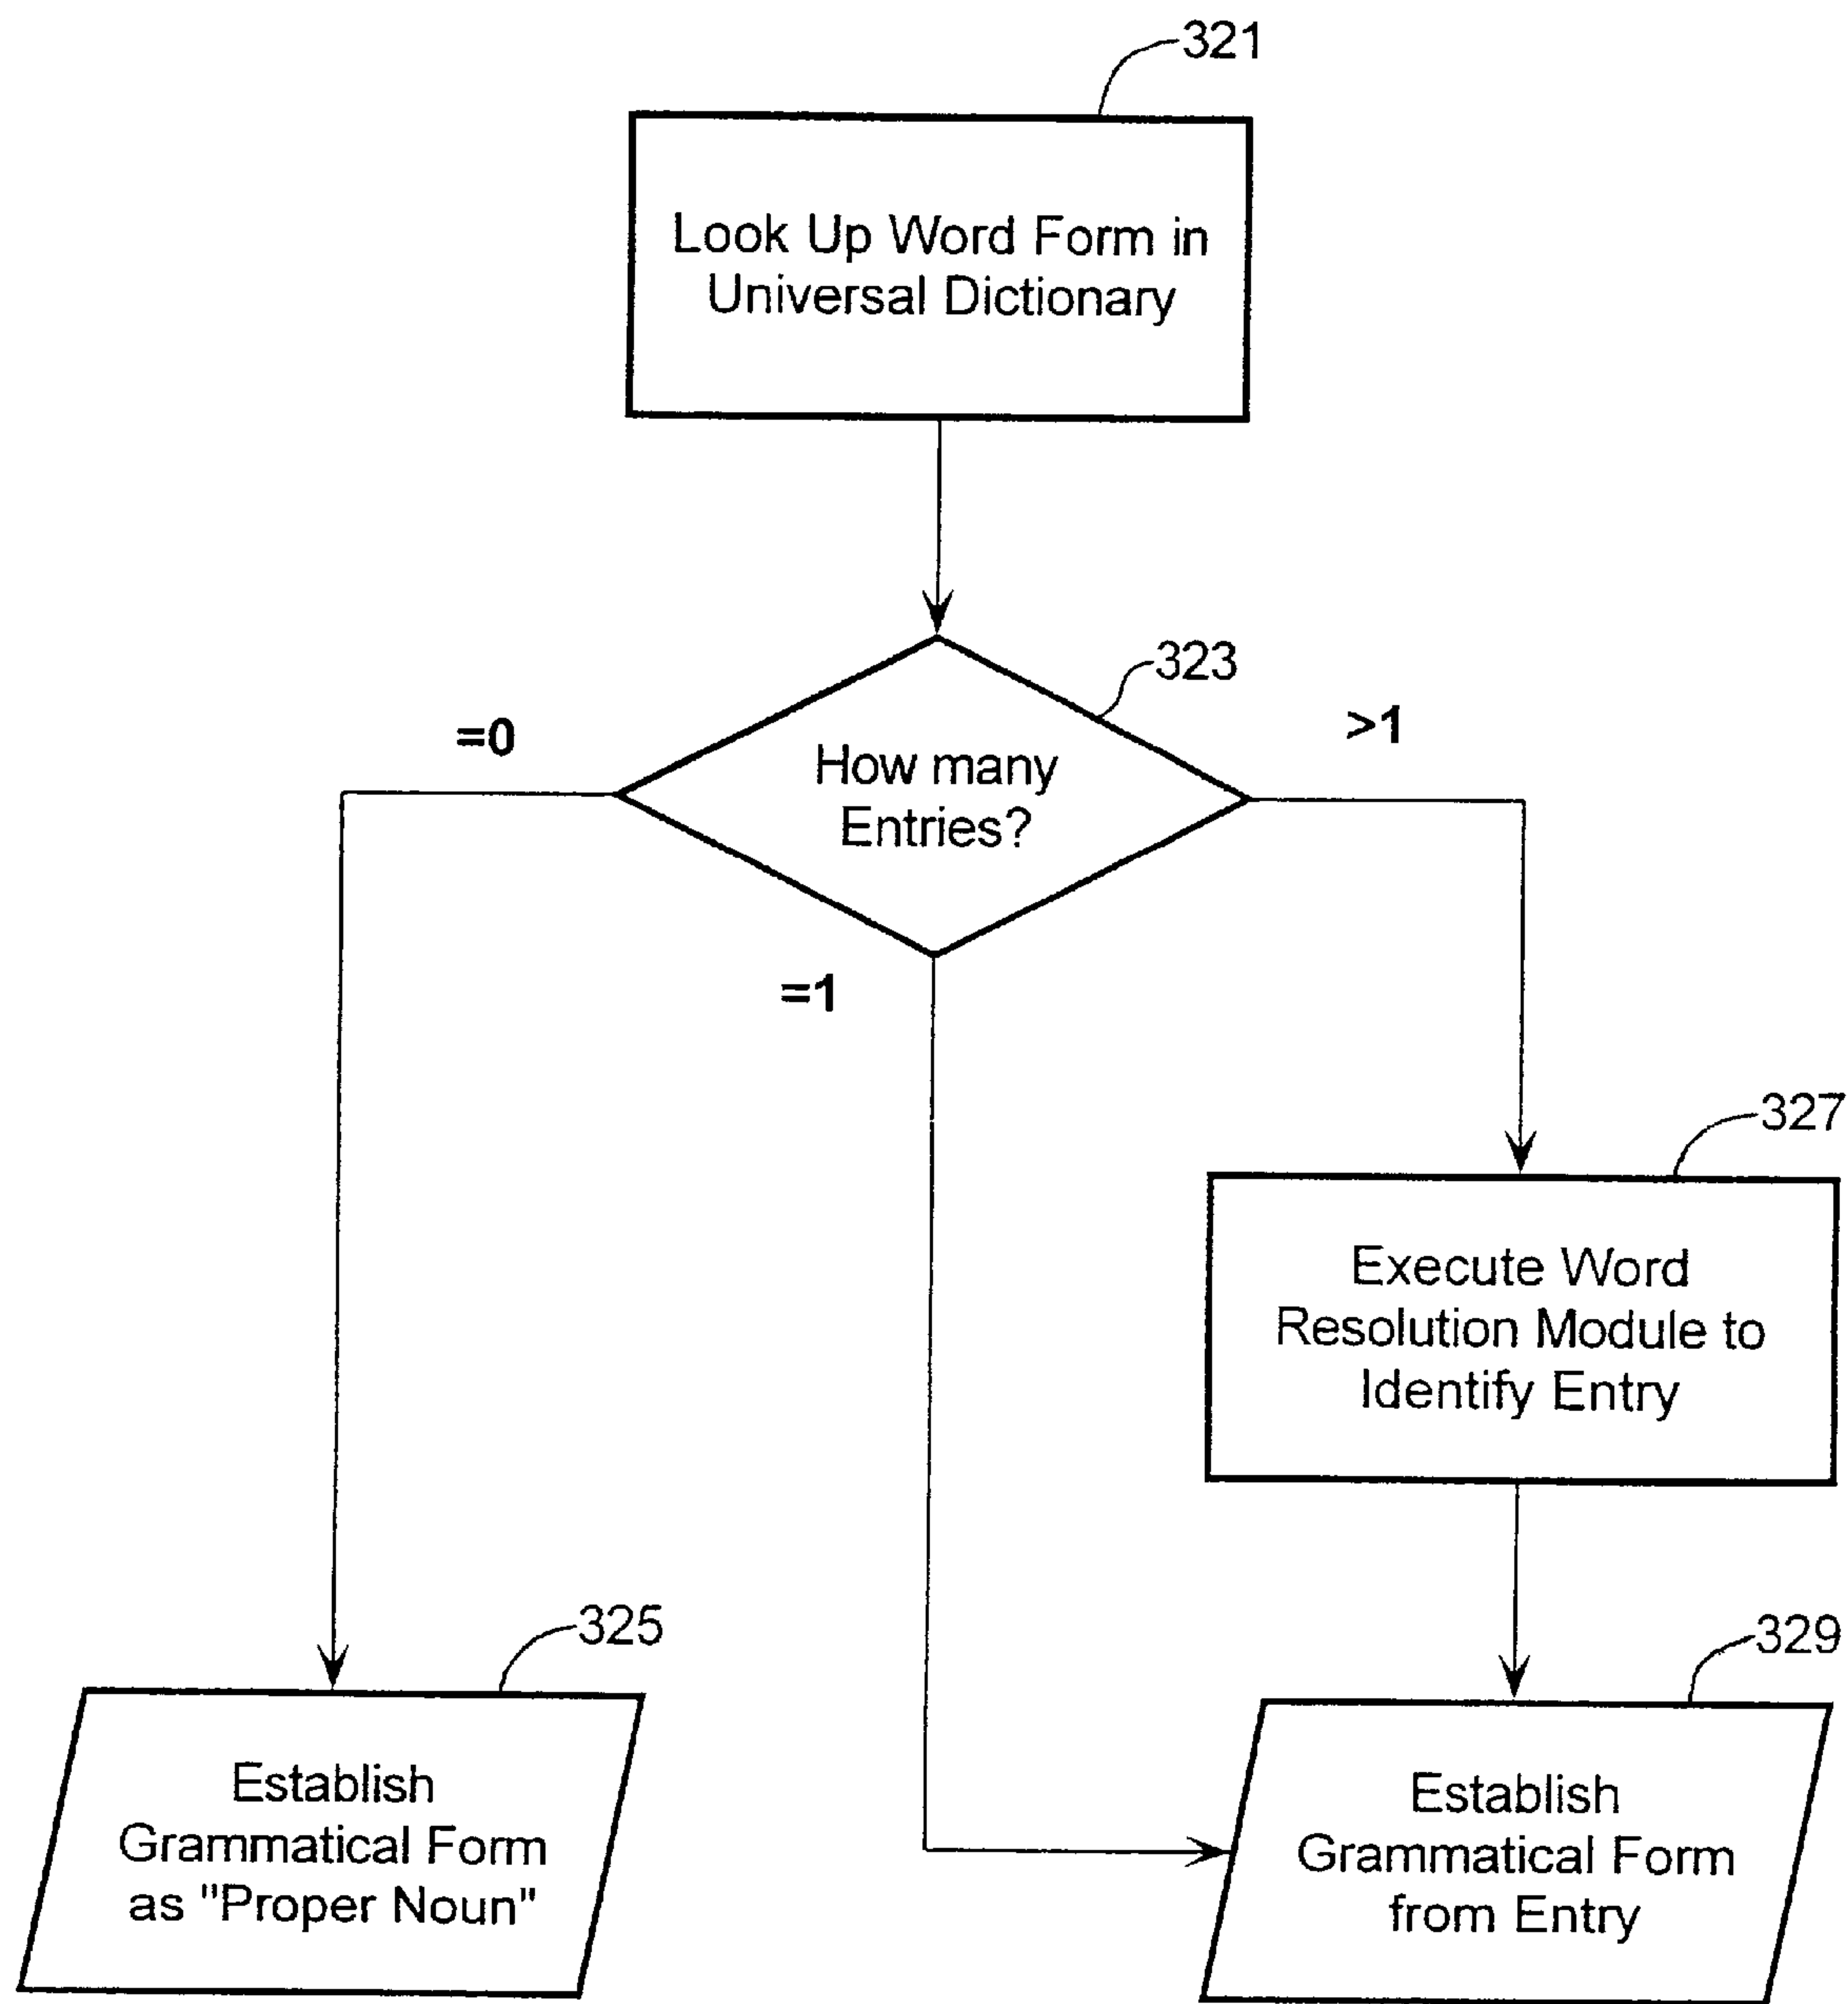 321
Look Up Word Form in
Universal Dictionary
323
=0
>1
How many
Entries?
=1
327
Execute Word
Resolution Module to
Identify Entry
325
329
Establish
Grammatical Form
as "Proper Noun"
Establish
Grammatical Form
from Entry